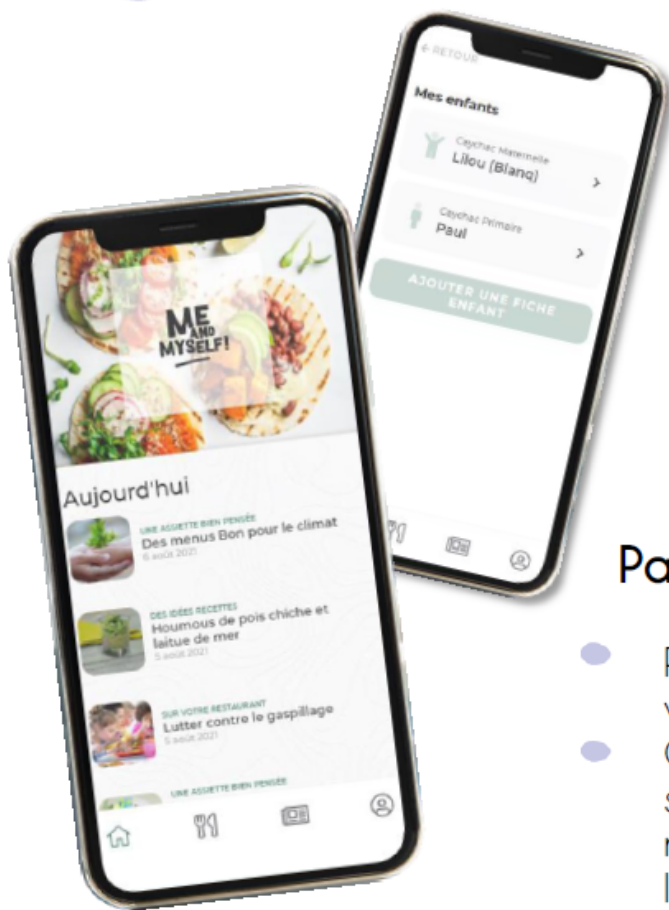 ← RETOUR
Mes enfants
Caychac Maternelle
Lilou (Blanq)
Caychac Primaire
Paul
AJOUTER UNE FICHE
ENFANT
ME
AND
MYSELF!
Aujourd'hui
UNE ASSIETTE BIEN PENSÉE
Des menus Bon pour le climat
6 août 2021
DES IDÉES RECETTES
Houmous de pois chiche et
laitue de mer
5 août 2021
SUR VOTRE RESTAURANT
Lutter contre le gaspillage
5 août 2021
UNE ASSIETTE BIEN PENSÉE